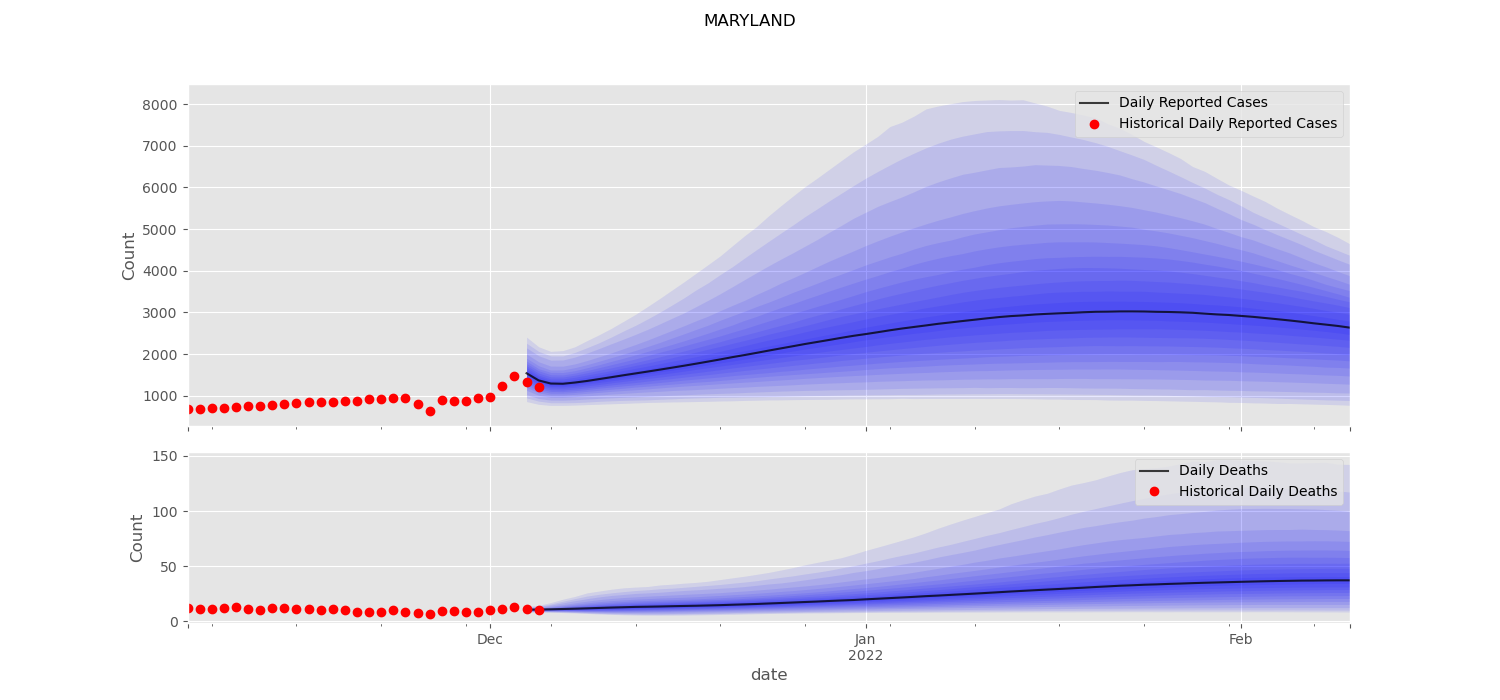 MARYLAND
8000
7000
6000
5000
4000
3000
2000
1000
Count
Daily Reported Cases
Historical Daily Reported Cases
150
100
50
0
Count
Daily Deaths
Historical Daily Deaths
Dec
Jan
2022
Feb
date